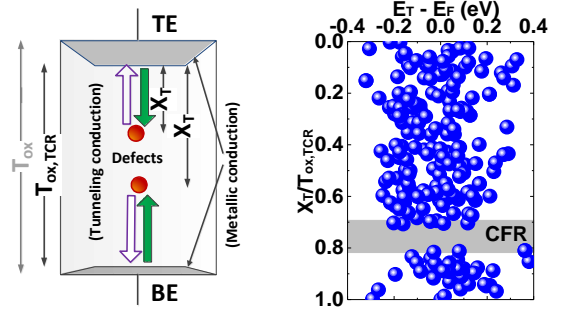 TE
T_ox
T_ox,TCR
(Tunneling conduction)
X_T
X_T
Defects
(Metallic conduction)
BE
E_T - E_F (eV)
-0.4 -0.2 0.0 0.2 0.4
X_T/T_ox,TCR
0.0
0.2
0.4
0.6
0.8
1.0
CFR